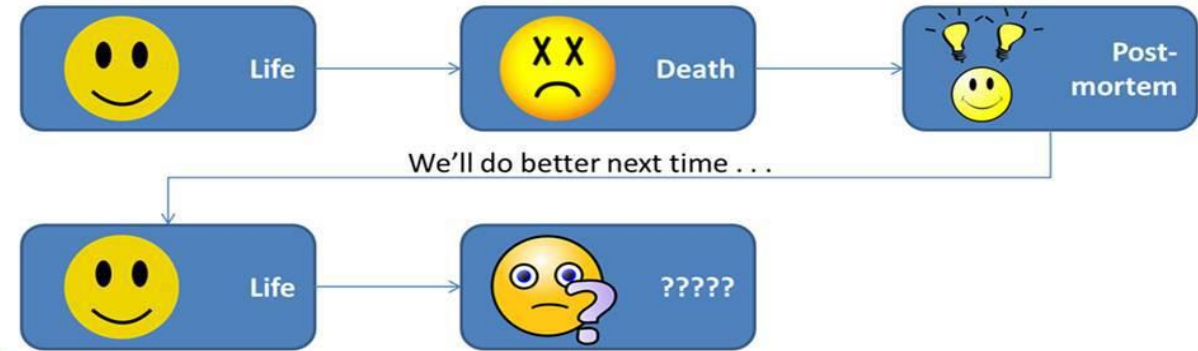 Life
Death
Post-
mortem
We’ll do better next time . . .
Life
?????